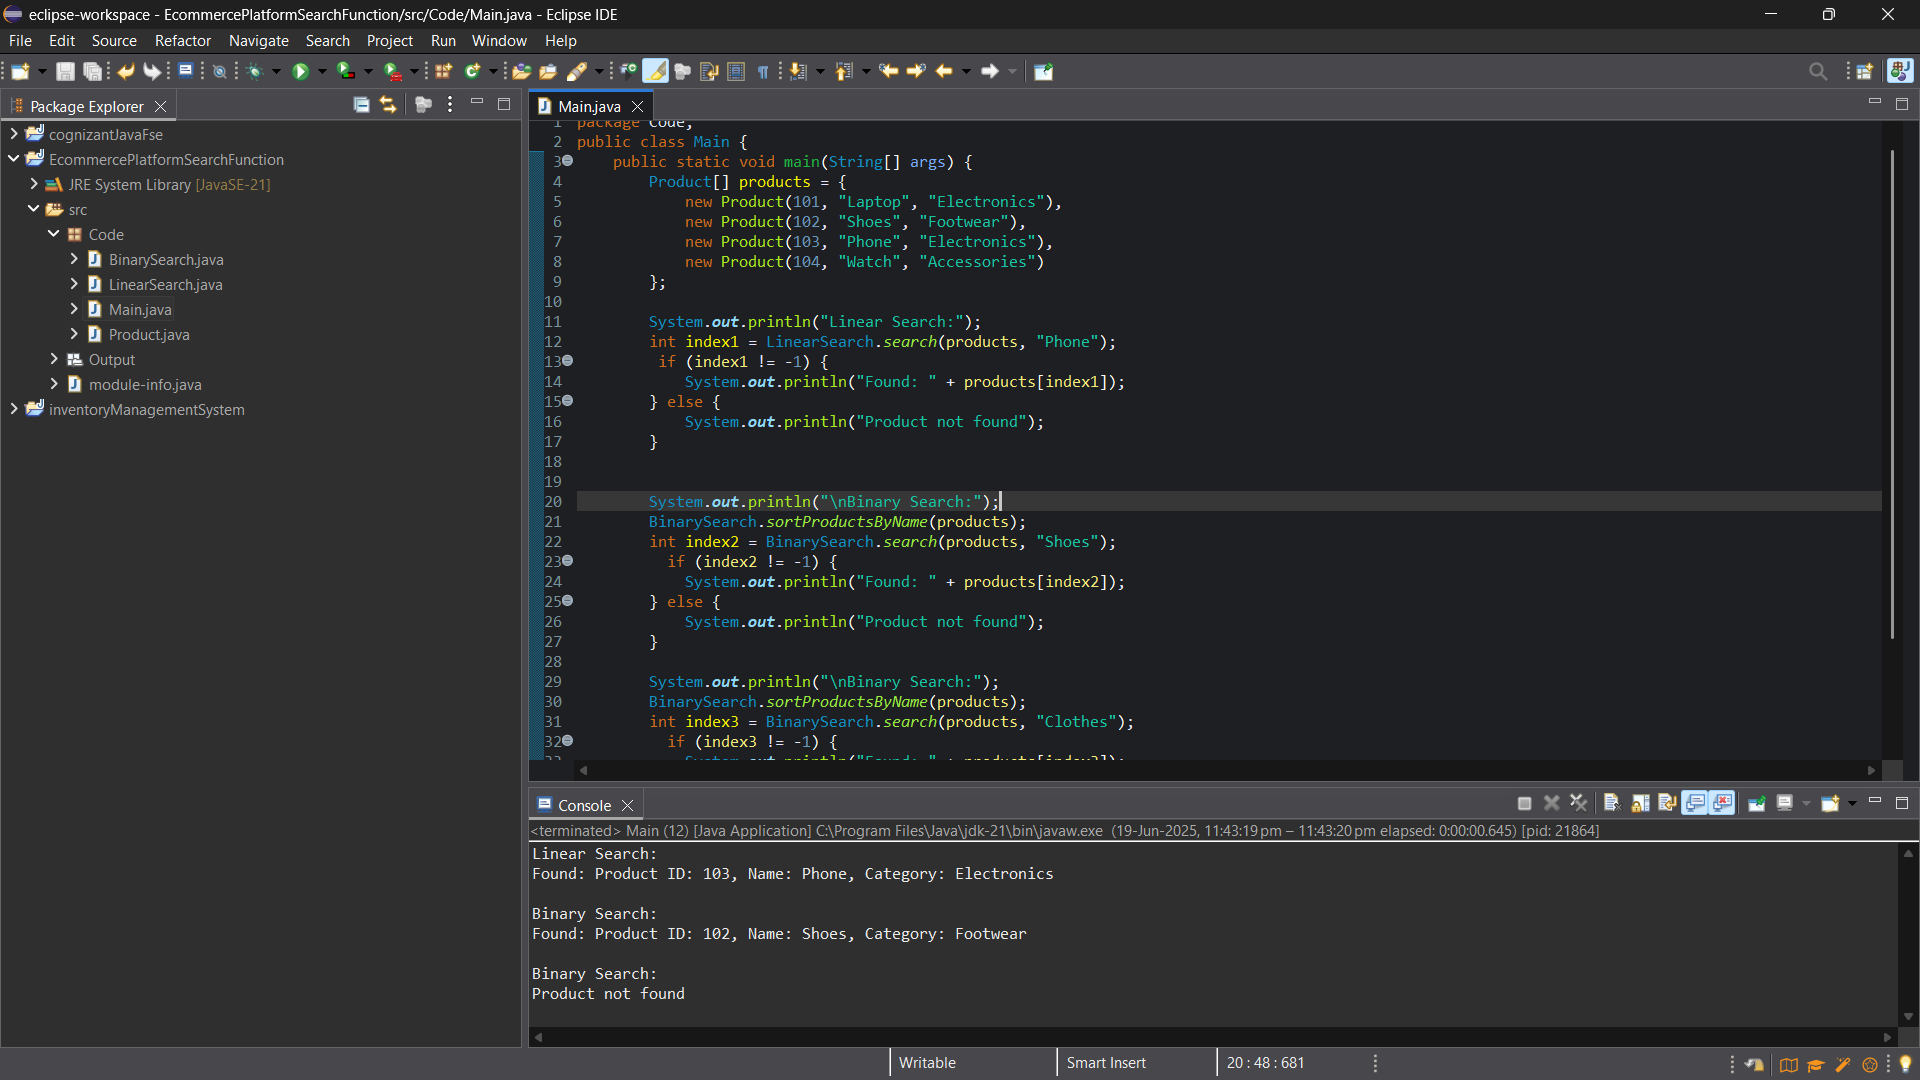 eclipse-workspace - EcommercePlatformSearchFunction/src/Code/Main.java - Eclipse IDE
File Edit Source Refactor Navigate Search Project Run Window Help
Package Explorer
cognizantJavaFse
EcommercePlatformSearchFunction
JRE System Library [JavaSE-21]
src
Code
BinarySearch.java
LinearSearch.java
Main.java
Product.java
Output
module-info.java
inventoryManagementSystem
Main.java
1 package Code;
2 public class Main {
3 public static void main(String[] args) {
4 Product[] products = {
5 new Product(101, "Laptop", "Electronics"),
6 new Product(102, "Shoes", "Footwear"),
7 new Product(103, "Phone", "Electronics"),
8 new Product(104, "Watch", "Accessories")
9 };
10
11 System.out.println("Linear Search:");
12 int index1 = LinearSearch.search(products, "Phone");
13 if (index1 != -1) {
14 System.out.println("Found: " + products[index1]);
15 } else {
16 System.out.println("Product not found");
17 }
18
19
20 System.out.println("\nBinary Search:");
21 BinarySearch.sortProductsByName(products);
22 int index2 = BinarySearch.search(products, "Shoes");
23 if (index2 != -1) {
24 System.out.println("Found: " + products[index2]);
25 } else {
26 System.out.println("Product not found");
27 }
28
29 System.out.println("\nBinary Search:");
30 BinarySearch.sortProductsByName(products);
31 int index3 = BinarySearch.search(products, "Clothes");
32 if (index3 != -1) {
33 System.out.println("Found: " + products[index3]);
Console
<terminated> Main (12) [Java Application] C:\Program Files\Java\jdk-21\bin\javaw.exe (19-Jun-2025, 11:43:19 pm – 11:43:20 pm elapsed: 0:00:00.645) [pid: 21864]
Linear Search:
Found: Product ID: 103, Name: Phone, Category: Electronics
Binary Search:
Found: Product ID: 102, Name: Shoes, Category: Footwear
Binary Search:
Product not found
Writable
Smart Insert
20 : 48 : 681